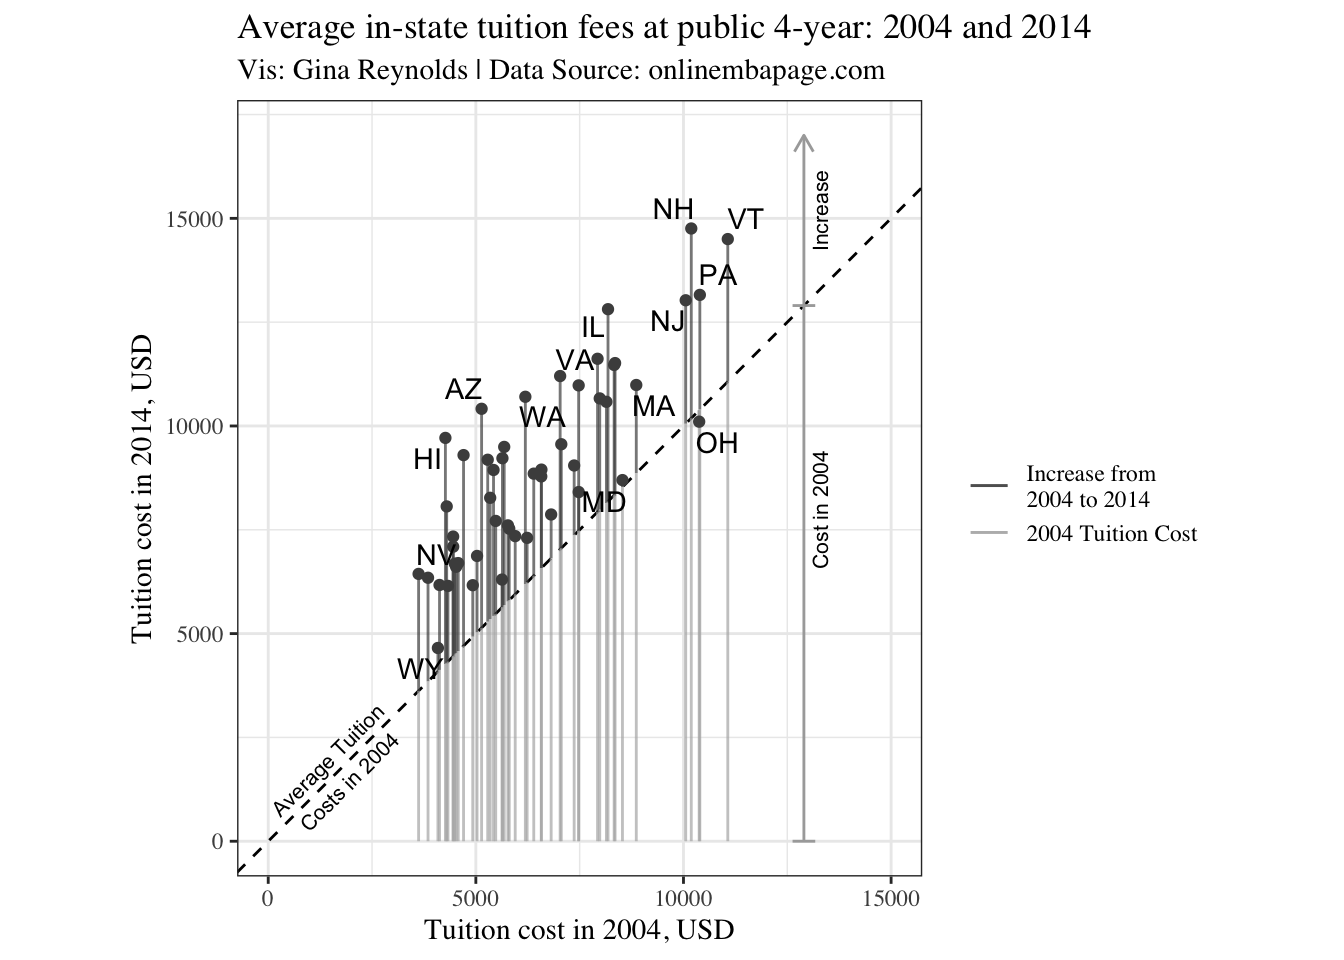 Average in-state tuition fees at public 4-year: 2004 and 2014
Vis: Gina Reynolds | Data Source: onlinembapage.com
Tuition cost in 2014, USD
15000
10000
5000
0
NH
VT
PA
NJ
IL
VA
AZ
WA
MA
HI
OH
MD
NV
WY
Average Tuition
Costs in 2004
Increase
Cost in 2004
0
5000
10000
15000
Tuition cost in 2004, USD
Increase from
2004 to 2014
2004 Tuition Cost